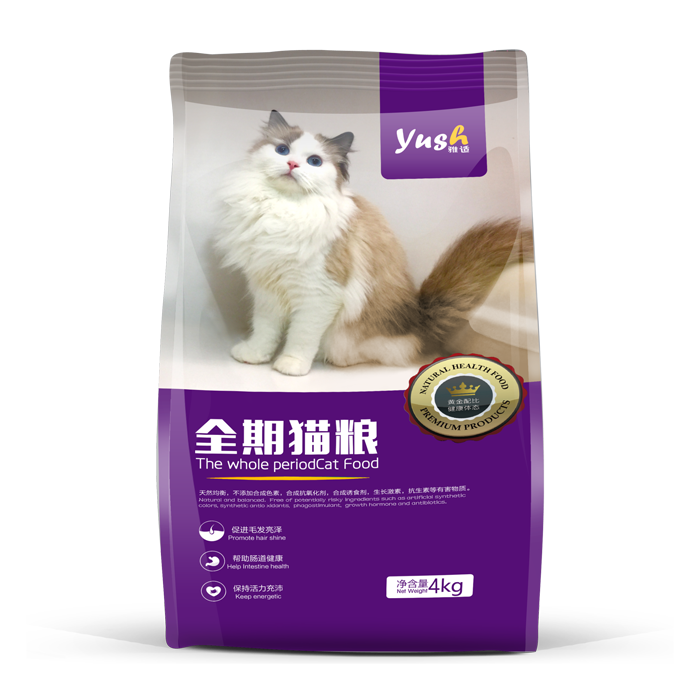 Yush
雅适
NATURAL HEALTH FOOD
黄金配比
健康体态
PREMIUM PRODUCTS
全期猫粮
The whole periodCat Food
天然均衡，不添加合成色素，合成抗氧化剂，合成诱食剂，生长激素，抗生素等有害物质。
Natural and balanced. Free of potentially risky ingredients such as artificial synthetic
colors, synthetic antio xidants, phagostimulant, growth hormone and antibiotics.
促进毛发亮泽
Promote hair shine
帮助肠道健康
Help Intestine health
保持活力充沛
Keep energetic
净含量
Net Weight
4kg